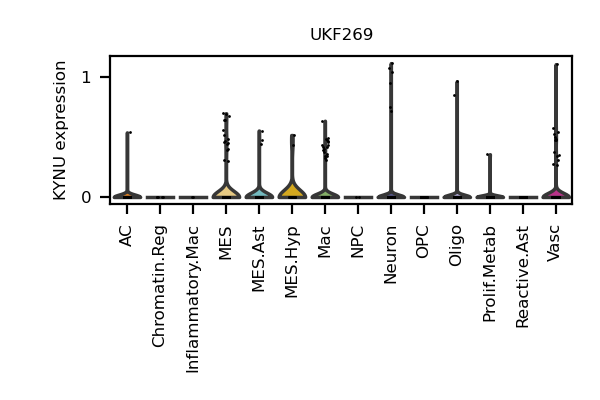 UKF269
KYNU expression
1
0
AC
Chromatin.Reg
Inflammatory.Mac
MES
MES.Ast
MES.Hyp
Mac
NPC
Neuron
OPC
Oligo
Prolif.Metab
Reactive.Ast
Vasc